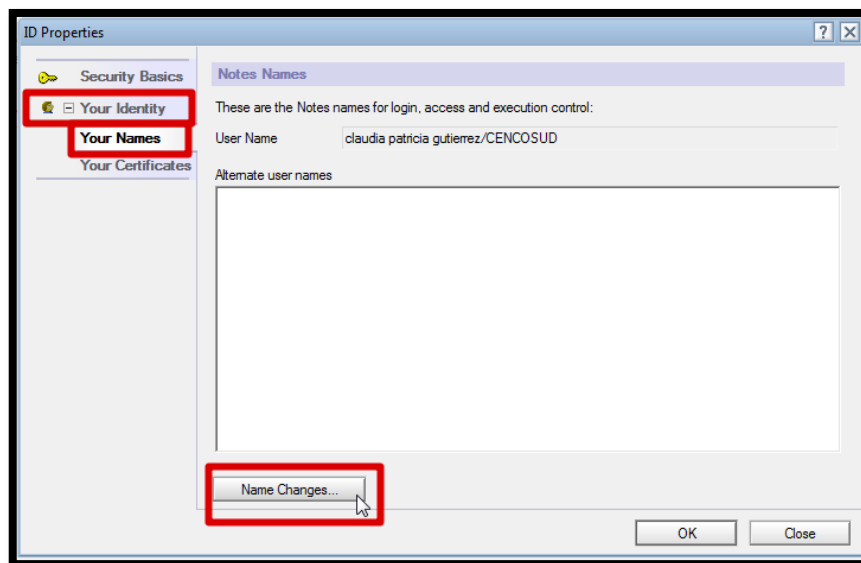 ID Properties
Security Basics
Your Identity
Your Names
Your Certificates
Notes Names
These are the Notes names for login, access and execution control:
User Name claudia patricia gutierrez/CENCOSUD
Alternate user names
Name Changes...
OK Close